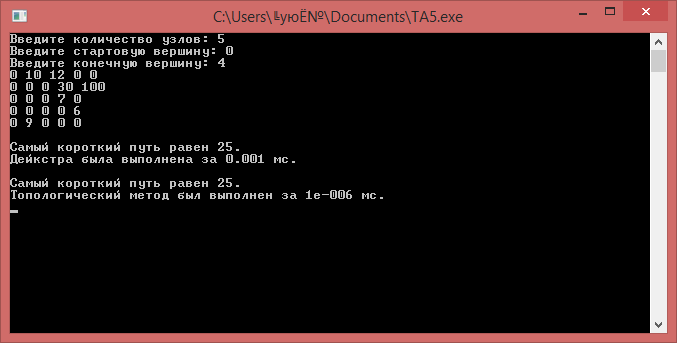 C:\Users\╚уюЁN№\Documents\TA5.exe
Введите количество узлов: 5
Введите стартовую вершину: 0
Введите конечную вершину: 4
0 10 12 0 0
0 0 0 30 100
0 0 0 7 0
0 0 0 0 6
0 9 0 0 0
Самый короткий путь равен 25.
Дейкстра была выполнена за 0.001 мс.
Самый короткий путь равен 25.
Топологический метод был выполнен за 1e-006 мс.